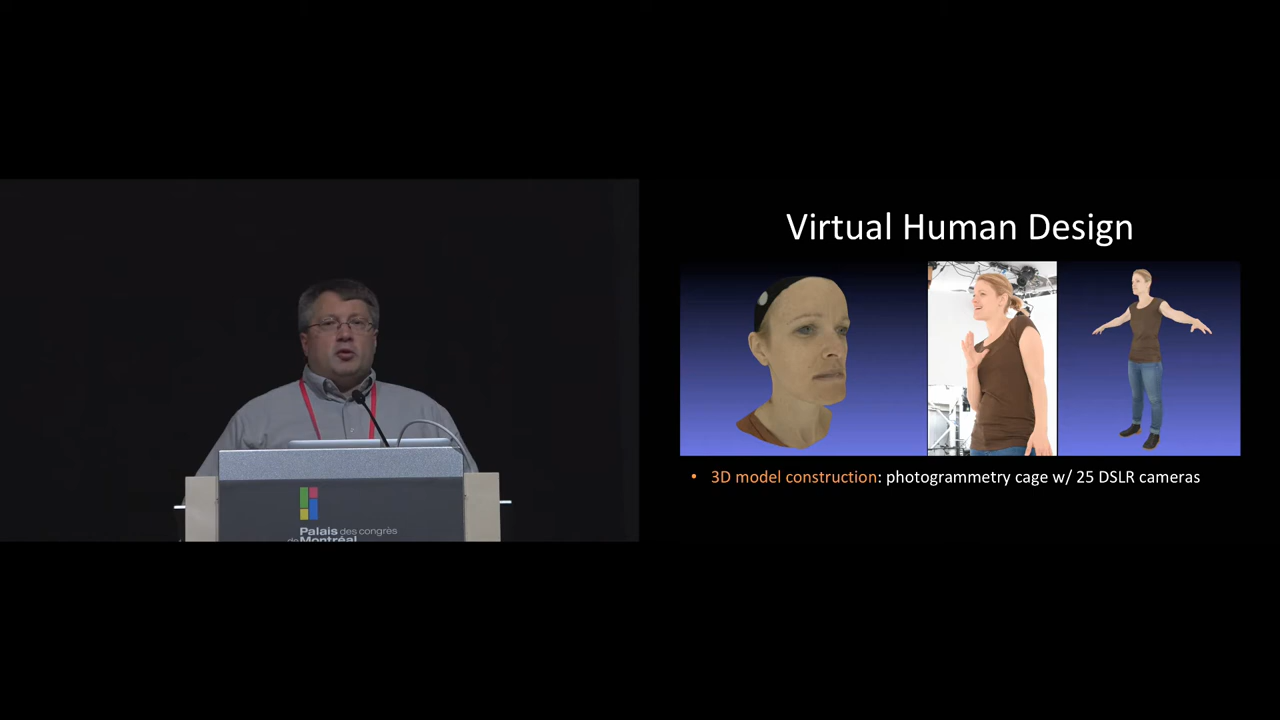 Virtual Human Design
• 3D model construction: photogrammetry cage w/ 25 DSLR cameras
Palais des congrès
de Montréal